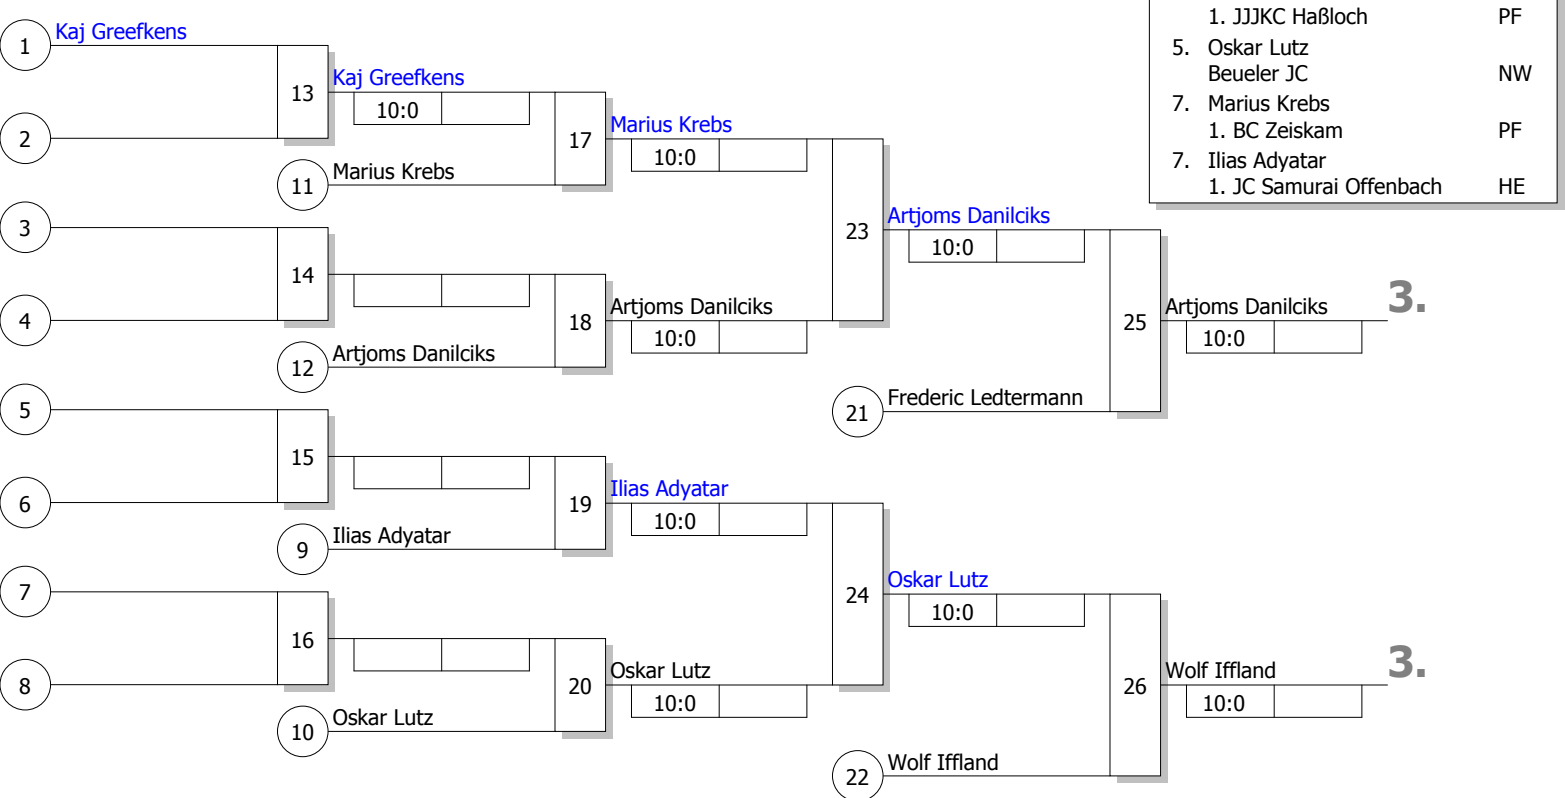 1. JJJKC Haßloch PF
5. Oskar Lutz
Beueler JC NW
7. Marius Krebs
1. BC Zeiskam PF
7. Ilias Adyatar
1. JC Samurai Offenbach HE
1 Kaj Greefkens
13 Kaj Greefkens
10:0
2
17 Marius Krebs
10:0
11 Marius Krebs
3
23 Artjoms Danilciks
10:0
14
4
18 Artjoms Danilciks
10:0
25 Artjoms Danilciks 3.
10:0
12 Artjoms Danilciks
5
21 Frederic Ledtermann
15
6
19 Ilias Adyatar
10:0
9 Ilias Adyatar
7
24 Oskar Lutz
10:0
16
8
20 Oskar Lutz
10:0
26 Wolf Iffland 3.
10:0
10 Oskar Lutz
22 Wolf Iffland